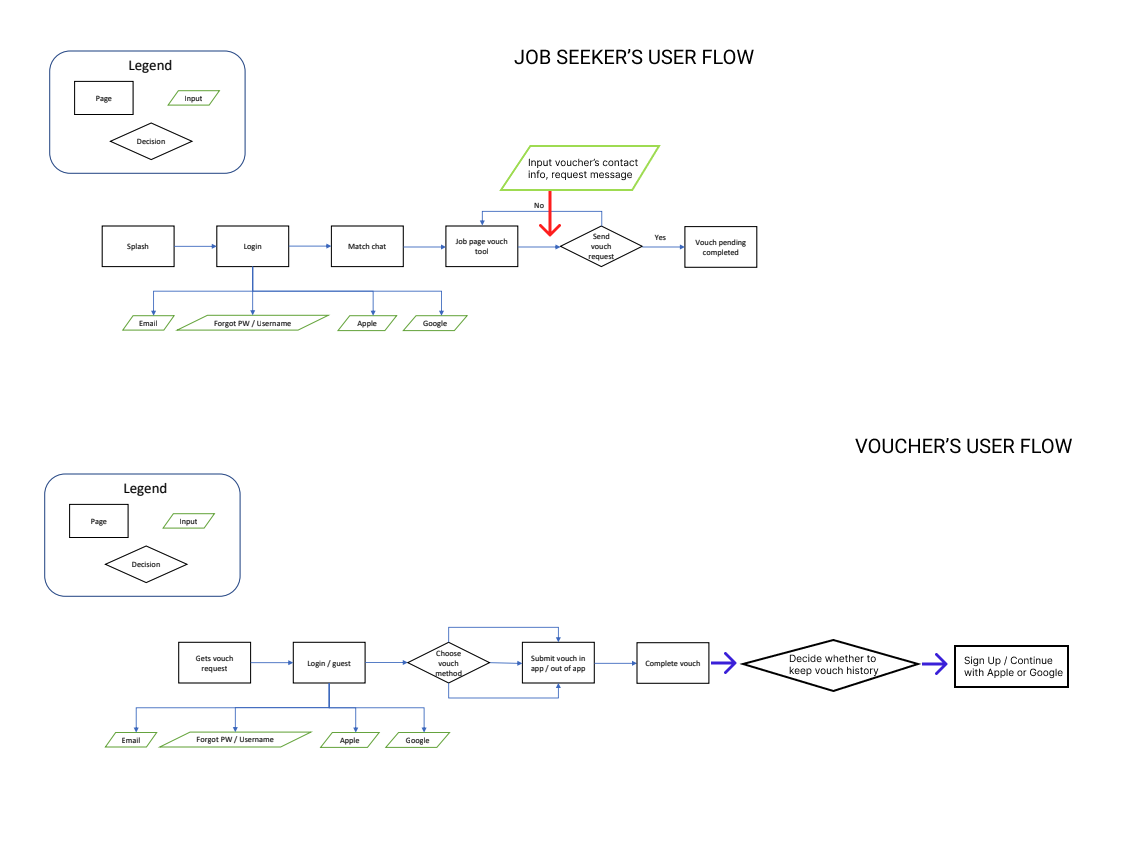 JOB SEEKER’S USER FLOW
Legend
Page
Input
Decision
Input voucher’s contact
info, request message
No
Splash
Login
Match chat
Job page vouch
tool
Send
vouch
request
Yes
Vouch pending
completed
Email
Forgot PW / Username
Apple
Google
VOUCHER’S USER FLOW
Legend
Page
Input
Decision
Gets vouch
request
Login / guest
Choose
vouch
method
Submit vouch in
app / out of app
Complete vouch
Decide whether to
keep vouch history
Sign Up / Continue
with Apple or Google
Email
Forgot PW / Username
Apple
Google